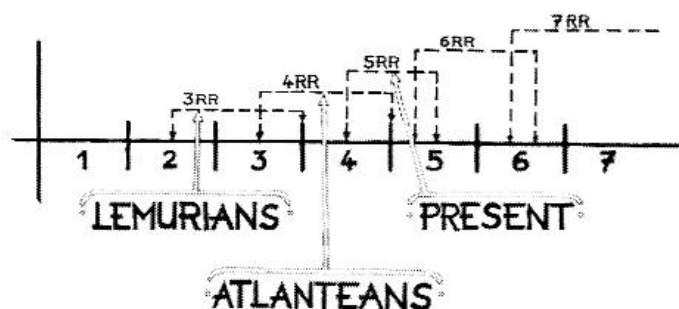 7RR
6RR
5RR
4RR
3RR
1 2 3 4 5 6 7
LEMURIANS PRESENT
ATLANTEANS